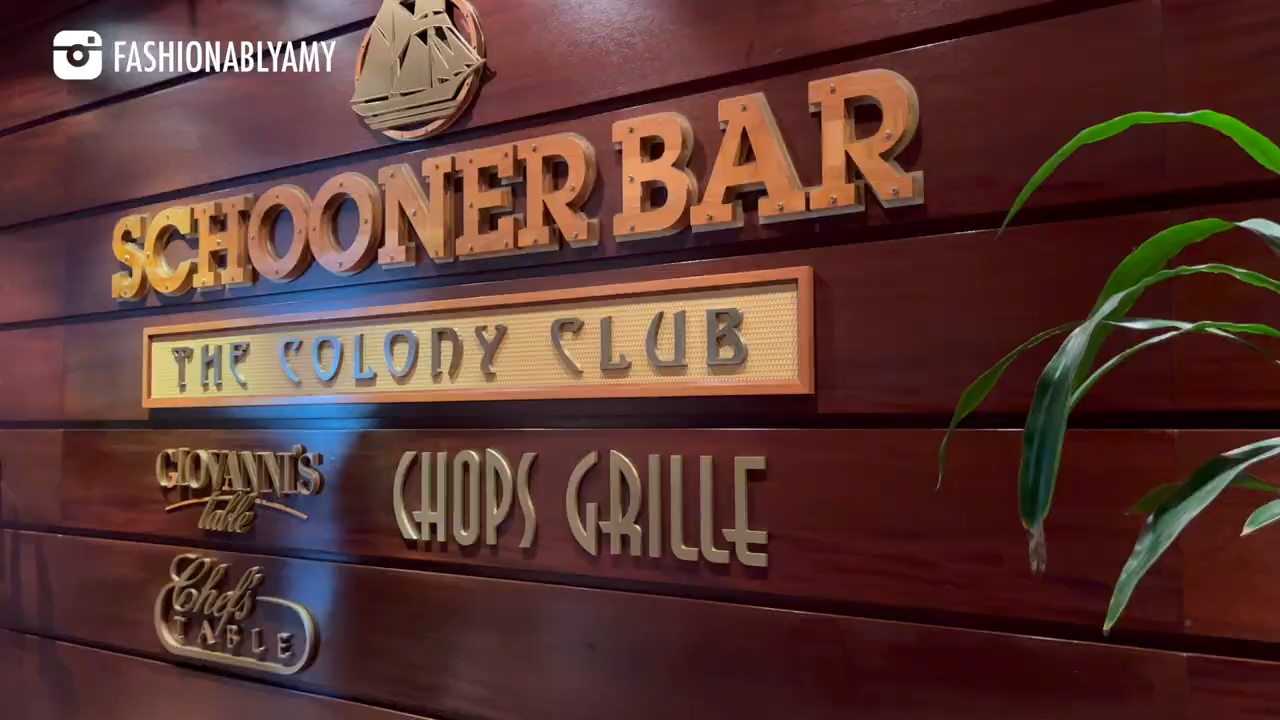 FASHIONABLYAMY
SCHOONER BAR
THE COLONY CLUB
GIOVANNI'S
Table
CHOPS GRILLE
Chef's
TABLE